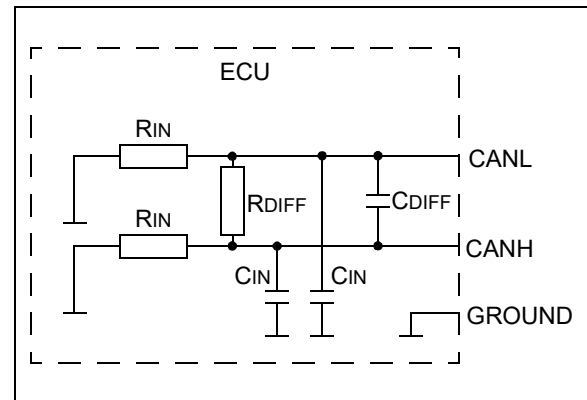 ECU
RIN
CANL
RDIFF
CDIFF
RIN
CANH
CIN
CIN
GROUND